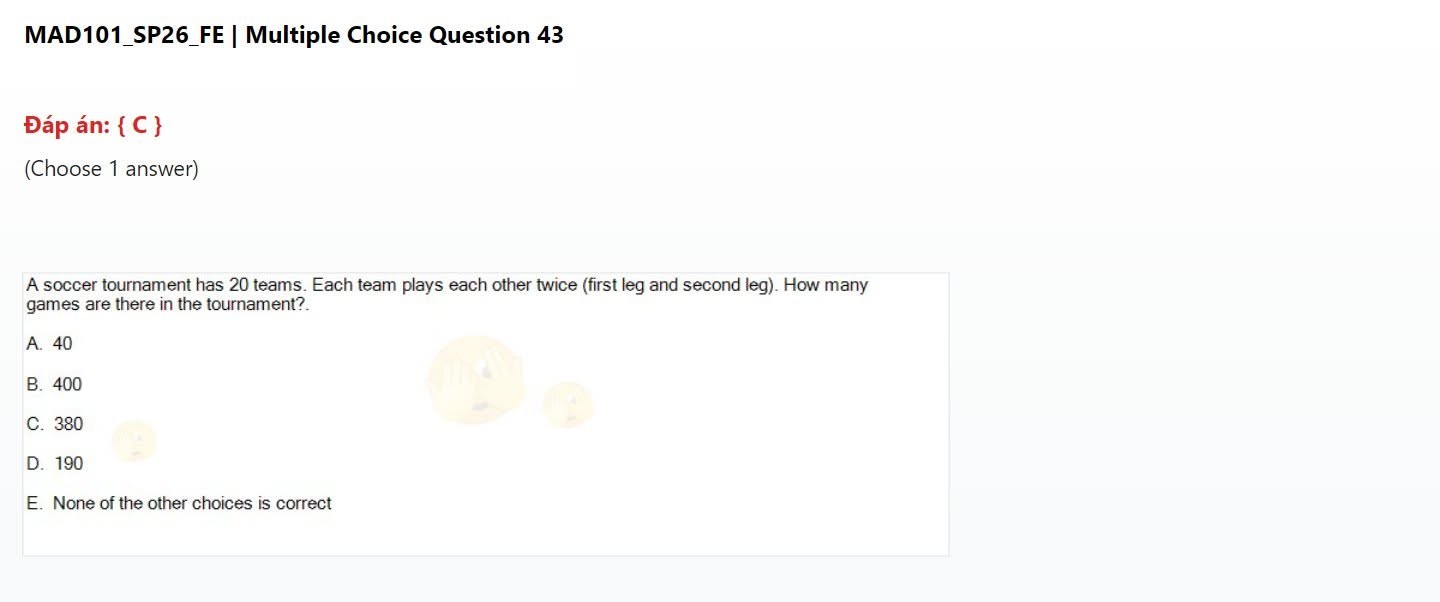 MAD101_SP26_FE | Multiple Choice Question 43
Đáp án: { C }
(Choose 1 answer)
A soccer tournament has 20 teams. Each team plays each other twice (first leg and second leg). How many
games are there in the tournament?.
A. 40
B. 400
C. 380
D. 190
E. None of the other choices is correct